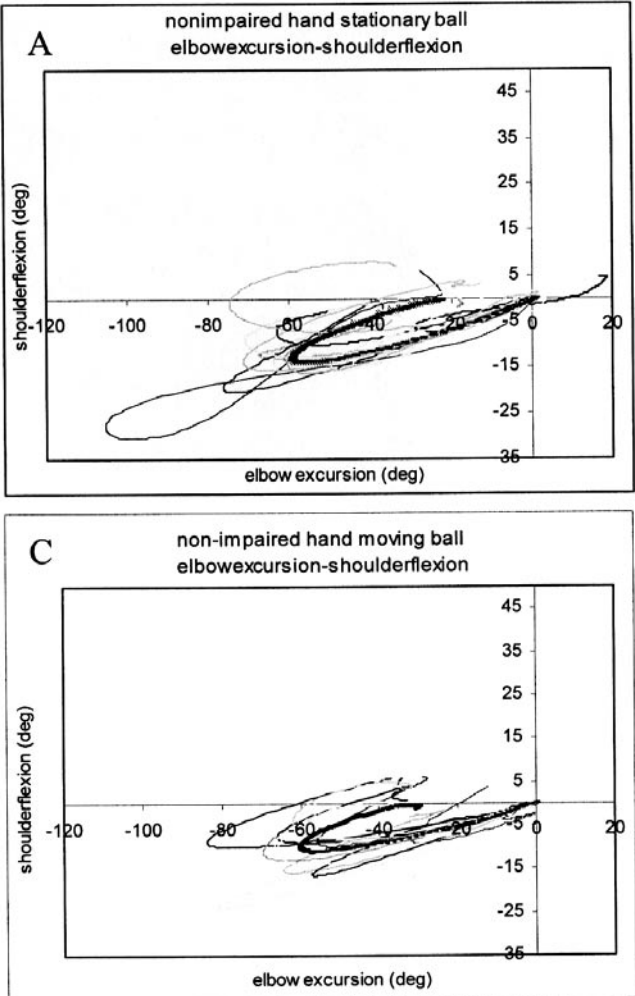 A
nonimpaired hand stationary ball
elbowexcursion-shoulderflexion
shoulderflexion (deg)
45
35
25
15
5
-120 -100 -80 -60 -40 -20 0 20
-5
-15
-25
35
elbow excursion (deg)
C
non-impaired hand moving ball
elbowexcursion-shoulderflexion
shoulderflexion (deg)
45
35
25
15
5
-120 -100 -80 -60 -40 -20 0 20
-5
-15
-25
35
elbow excursion (deg)